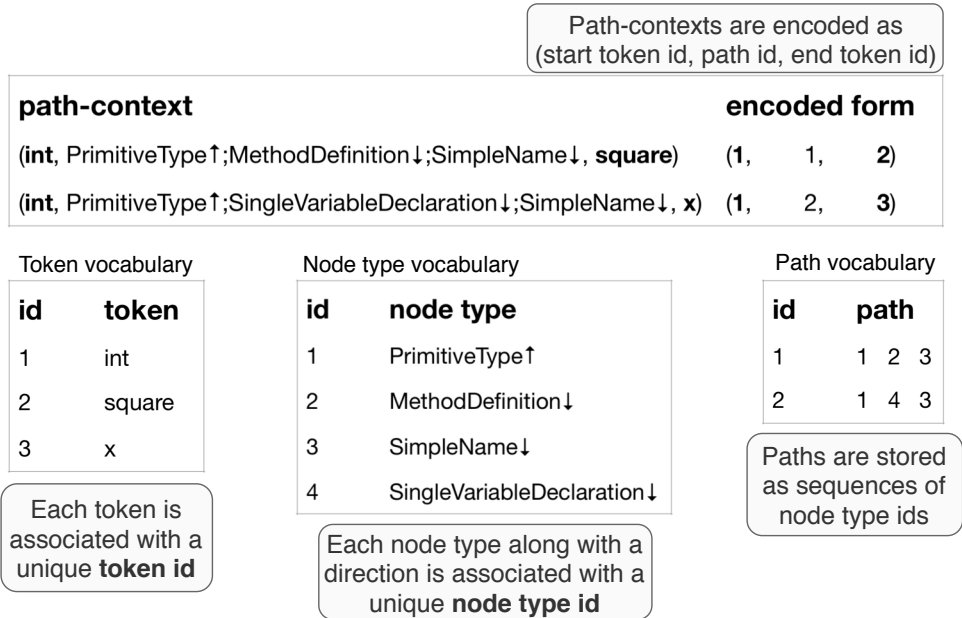 Path-contexts are encoded as
(start token id, path id, end token id)
path-context encoded form
(int, PrimitiveType↑;MethodDefinition↓;SimpleName↓, square) (1, 1, 2)
(int, PrimitiveType↑;SingleVariableDeclaration↓;SimpleName↓, x) (1, 2, 3)
Token vocabulary
id token
1 int
2 square
3 x
Each token is
associated with a
unique token id
Node type vocabulary
id node type
1 PrimitiveType↑
2 MethodDefinition↓
3 SimpleName↓
4 SingleVariableDeclaration↓
Each node type along with a
direction is associated with a
unique node type id
Path vocabulary
id path
1 1 2 3
2 1 4 3
Paths are stored
as sequences of
node type ids